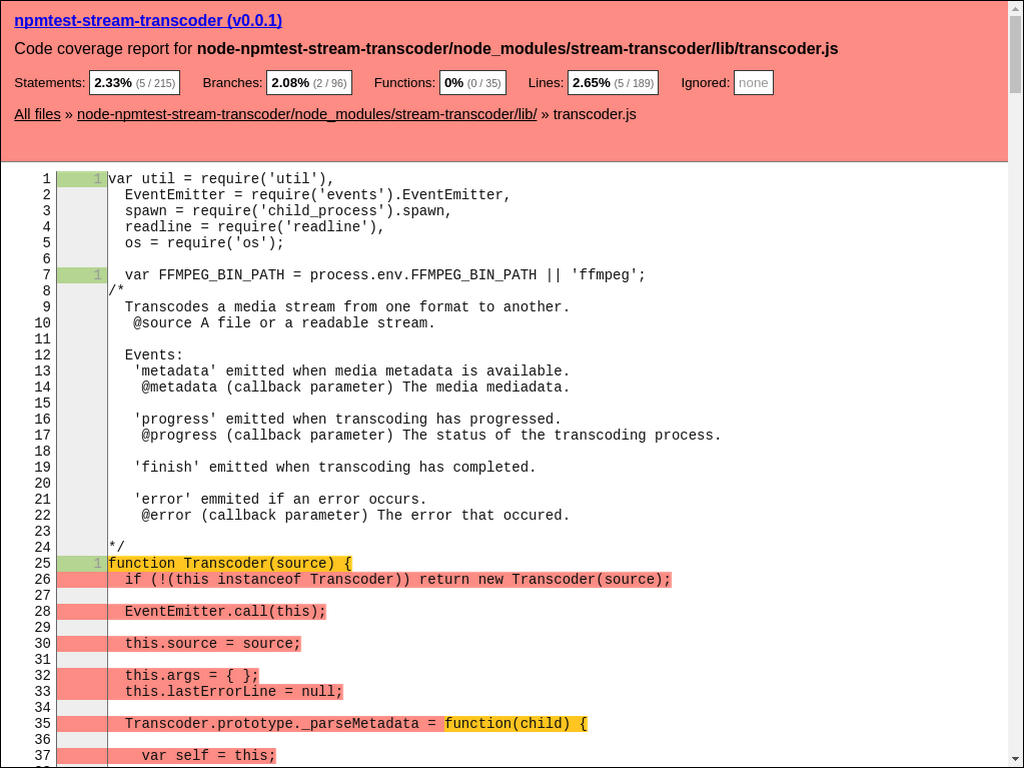 npmtest-stream-transcoder (v0.0.1)
Code coverage report for node-npmtest-stream-transcoder/node_modules/stream-transcoder/lib/transcoder.js
Statements: 2.33% (5 / 215) Branches: 2.08% (2 / 96) Functions: 0% (0 / 35) Lines: 2.65% (5 / 189) Ignored: none
All files » node-npmtest-stream-transcoder/node_modules/stream-transcoder/lib/ » transcoder.js
1 1 var util = require('util'),
2 EventEmitter = require('events').EventEmitter,
3 spawn = require('child_process').spawn,
4 readline = require('readline'),
5 os = require('os');
6
7 1 var FFMPEG_BIN_PATH = process.env.FFMPEG_BIN_PATH || 'ffmpeg';
8 /*
9 Transcodes a media stream from one format to another.
10 @source A file or a readable stream.
11
12 Events:
13 'metadata' emitted when media metadata is available.
14 @metadata (callback parameter) The media mediadata.
15
16 'progress' emitted when transcoding has progressed.
17 @progress (callback parameter) The status of the transcoding process.
18
19 'finish' emitted when transcoding has completed.
20
21 'error' emmited if an error occurs.
22 @error (callback parameter) The error that occured.
23
24 */
25 1 function Transcoder(source) {
26 if (!(this instanceof Transcoder)) return new Transcoder(source);
27
28 EventEmitter.call(this);
29
30 this.source = source;
31
32 this.args = { };
33 this.lastErrorLine = null;
34
35 Transcoder.prototype._parseMetadata = function(child) {
36
37 var self = this;